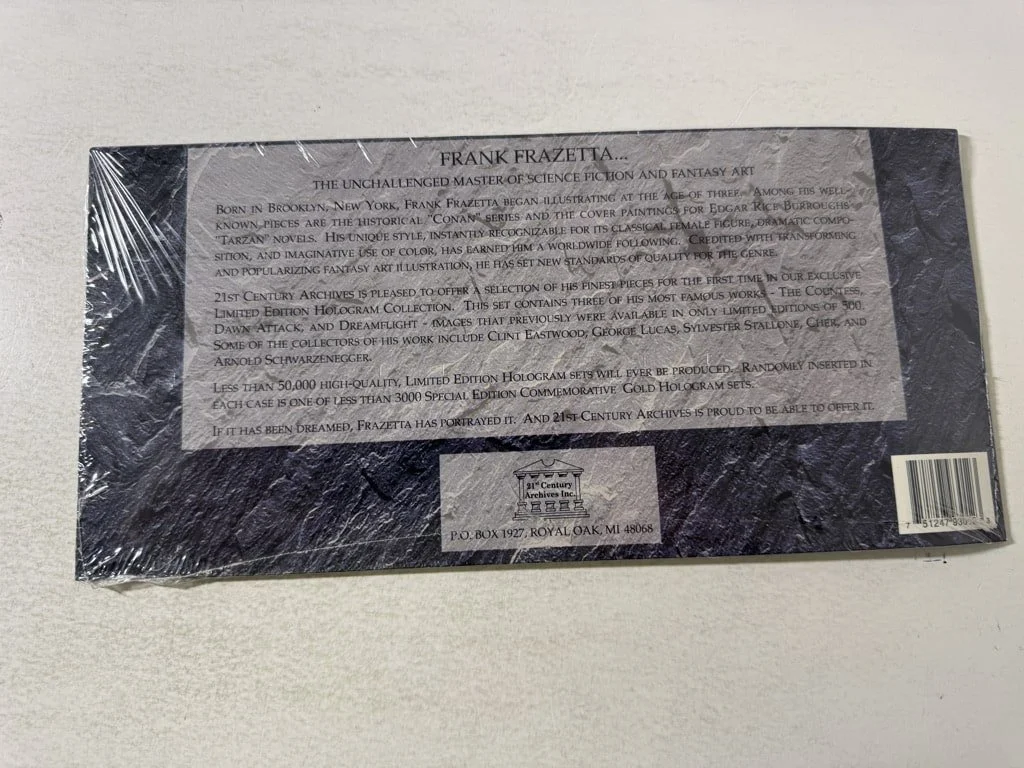 FRANK FRAZETTA...
THE UNCHALLENGED MASTER OF SCIENCE FICTION AND FANTASY ART
BORN IN BROOKLYN, NEW YORK, FRANK FRAZETTA BEGAN ILLUSTRATING AT THE AGE OF THREE. AMONG HIS WELL-
KNOWN PIECES ARE THE HISTORICAL "CONAN" SERIES AND THE COVER PAINTINGS FOR EDGAR RICE BURROUGHS
"TARZAN" NOVELS. HIS UNIQUE STYLE, INSTANTLY RECOGNIZABLE FOR ITS CLASSICAL FEMALE FIGURE, DRAMATIC COMPO-
SITION, AND IMAGINATIVE USE OF COLOR, HAS EARNED HIM A WORLDWIDE FOLLOWING. CREDITED WITH TRANSFORMING
AND POPULARIZING FANTASY ART ILLUSTRATION, HE HAS SET NEW STANDARDS OF QUALITY FOR THE GENRE.
21ST CENTURY ARCHIVES IS PLEASED TO OFFER A SELECTION OF HIS FINEST PIECES FOR THE FIRST TIME IN OUR EXCLUSIVE
LIMITED EDITION HOLOGRAM COLLECTION. THIS SET CONTAINS THREE OF HIS MOST FAMOUS WORKS - THE COUNTESS,
DAWN ATTACK, AND DREAMFLIGHT - IMAGES THAT PREVIOUSLY WERE AVAILABLE IN ONLY LIMITED EDITIONS OF 500.
SOME OF THE COLLECTORS OF HIS WORK INCLUDE CLINT EASTWOOD, GEORGE LUCAS, SYLVESTER STALLONE, CHER, AND
ARNOLD SCHWARZENEGGER.
LESS THAN 50,000 HIGH-QUALITY, LIMITED EDITION HOLOGRAM SETS WILL EVER BE PRODUCED. RANDOMLY INSERTED IN
EACH CASE IS ONE OF LESS THAN 3000 SPECIAL EDITION COMMEMORATIVE GOLD HOLOGRAM SETS.
IF IT HAS BEEN DREAMED, FRAZETTA HAS PORTRAYED IT. AND 21ST CENTURY ARCHIVES IS PROUD TO BE ABLE TO OFFER IT.
21st Century
Archives Inc.
P.O. BOX 1927, ROYAL OAK, MI 48068